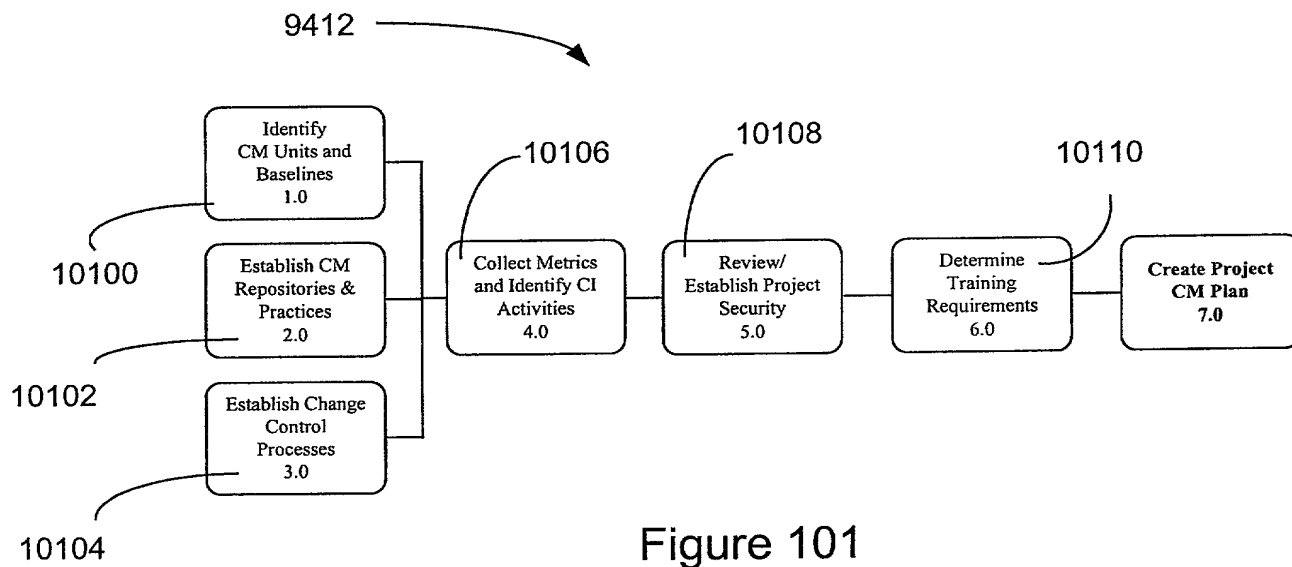 9412
Identify
CM Units and
Baselines
1.0
10100
Establish CM
Repositories &
Practices
2.0
10102
Establish Change
Control
Processes
3.0
10104
10106
Collect Metrics
and Identify CI
Activities
4.0
10108
Review/
Establish Project
Security
5.0
10110
Determine
Training
Requirements
6.0
Create Project
CM Plan
7.0
Figure 101